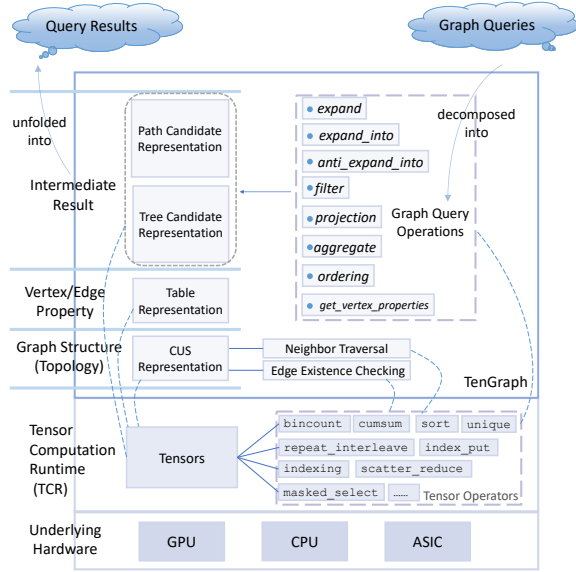 Query Results
Graph Queries
unfolded
into
Path Candidate
Representation
expand
expand_into
anti_expand_into
filter
projection
aggregate
ordering
get_vertex_properties
decomposed
into
Intermediate
Result
Tree Candidate
Representation
Graph Query
Operations
Vertex/Edge
Property
Table
Representation
Graph Structure
(Topology)
CUS
Representation
Neighbor Traversal
Edge Existence Checking
TenGraph
Tensor
Computation
Runtime
(TCR)
Tensors
bincount cumsum sort unique
repeat_interleave index_put
indexing scatter_reduce
masked_select …… Tensor Operators
Underlying
Hardware
GPU CPU ASIC